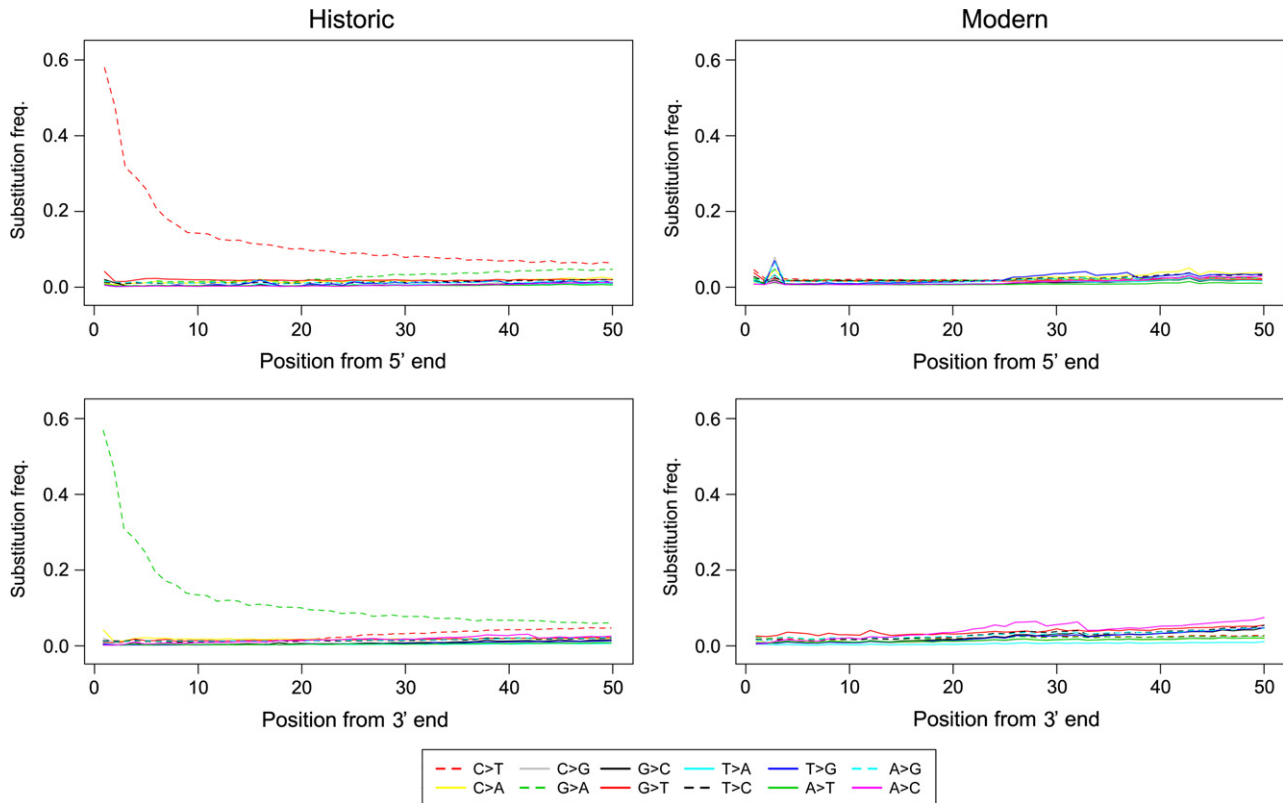 Historic
Modern
0.6
0.4
0.2
0.0
Substitution freq.
0 10 20 30 40 50
Position from 5' end
0.6
0.4
0.2
0.0
Substitution freq.
0 10 20 30 40 50
Position from 5' end
0.6
0.4
0.2
0.0
Substitution freq.
0 10 20 30 40 50
Position from 3' end
0.6
0.4
0.2
0.0
Substitution freq.
0 10 20 30 40 50
Position from 3' end
C>T C>G G>C T>A T>G A>G
C>A G>A G>T T>C A>T A>C